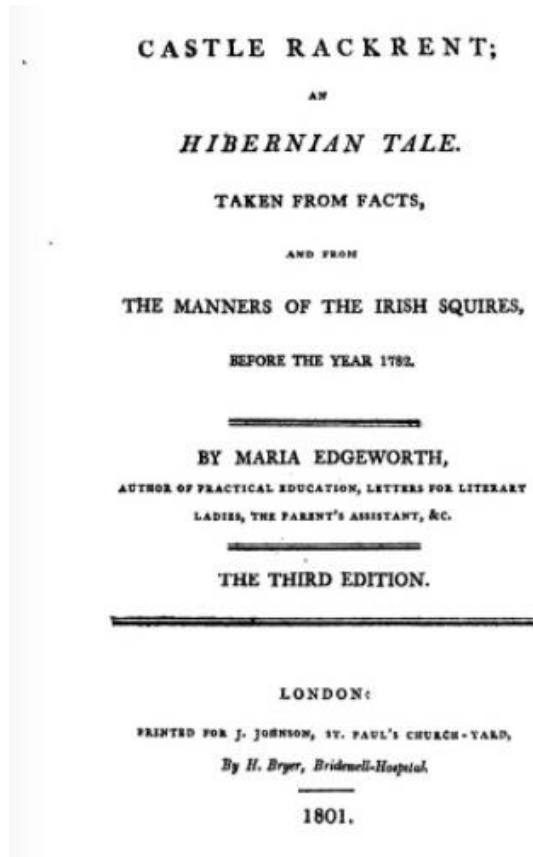 CASTLE RACKRENT;
AN
HIBERNIAN TALE.
TAKEN FROM FACTS,
AND FROM
THE MANNERS OF THE IRISH SQUIRES,
BEFORE THE YEAR 1782.
BY MARIA EDGEWORTH,
AUTHOR OF PRACTICAL EDUCATION, LETTERS FOR LITERARY
LADIES, THE PARENT'S ASSISTANT, &C.
THE THIRD EDITION.
LONDON:
PRINTED FOR J. JOHNSON, ST. PAUL'S CHURCH-YARD,
By H. Bryer, Bridewell-Hospital.
1801.